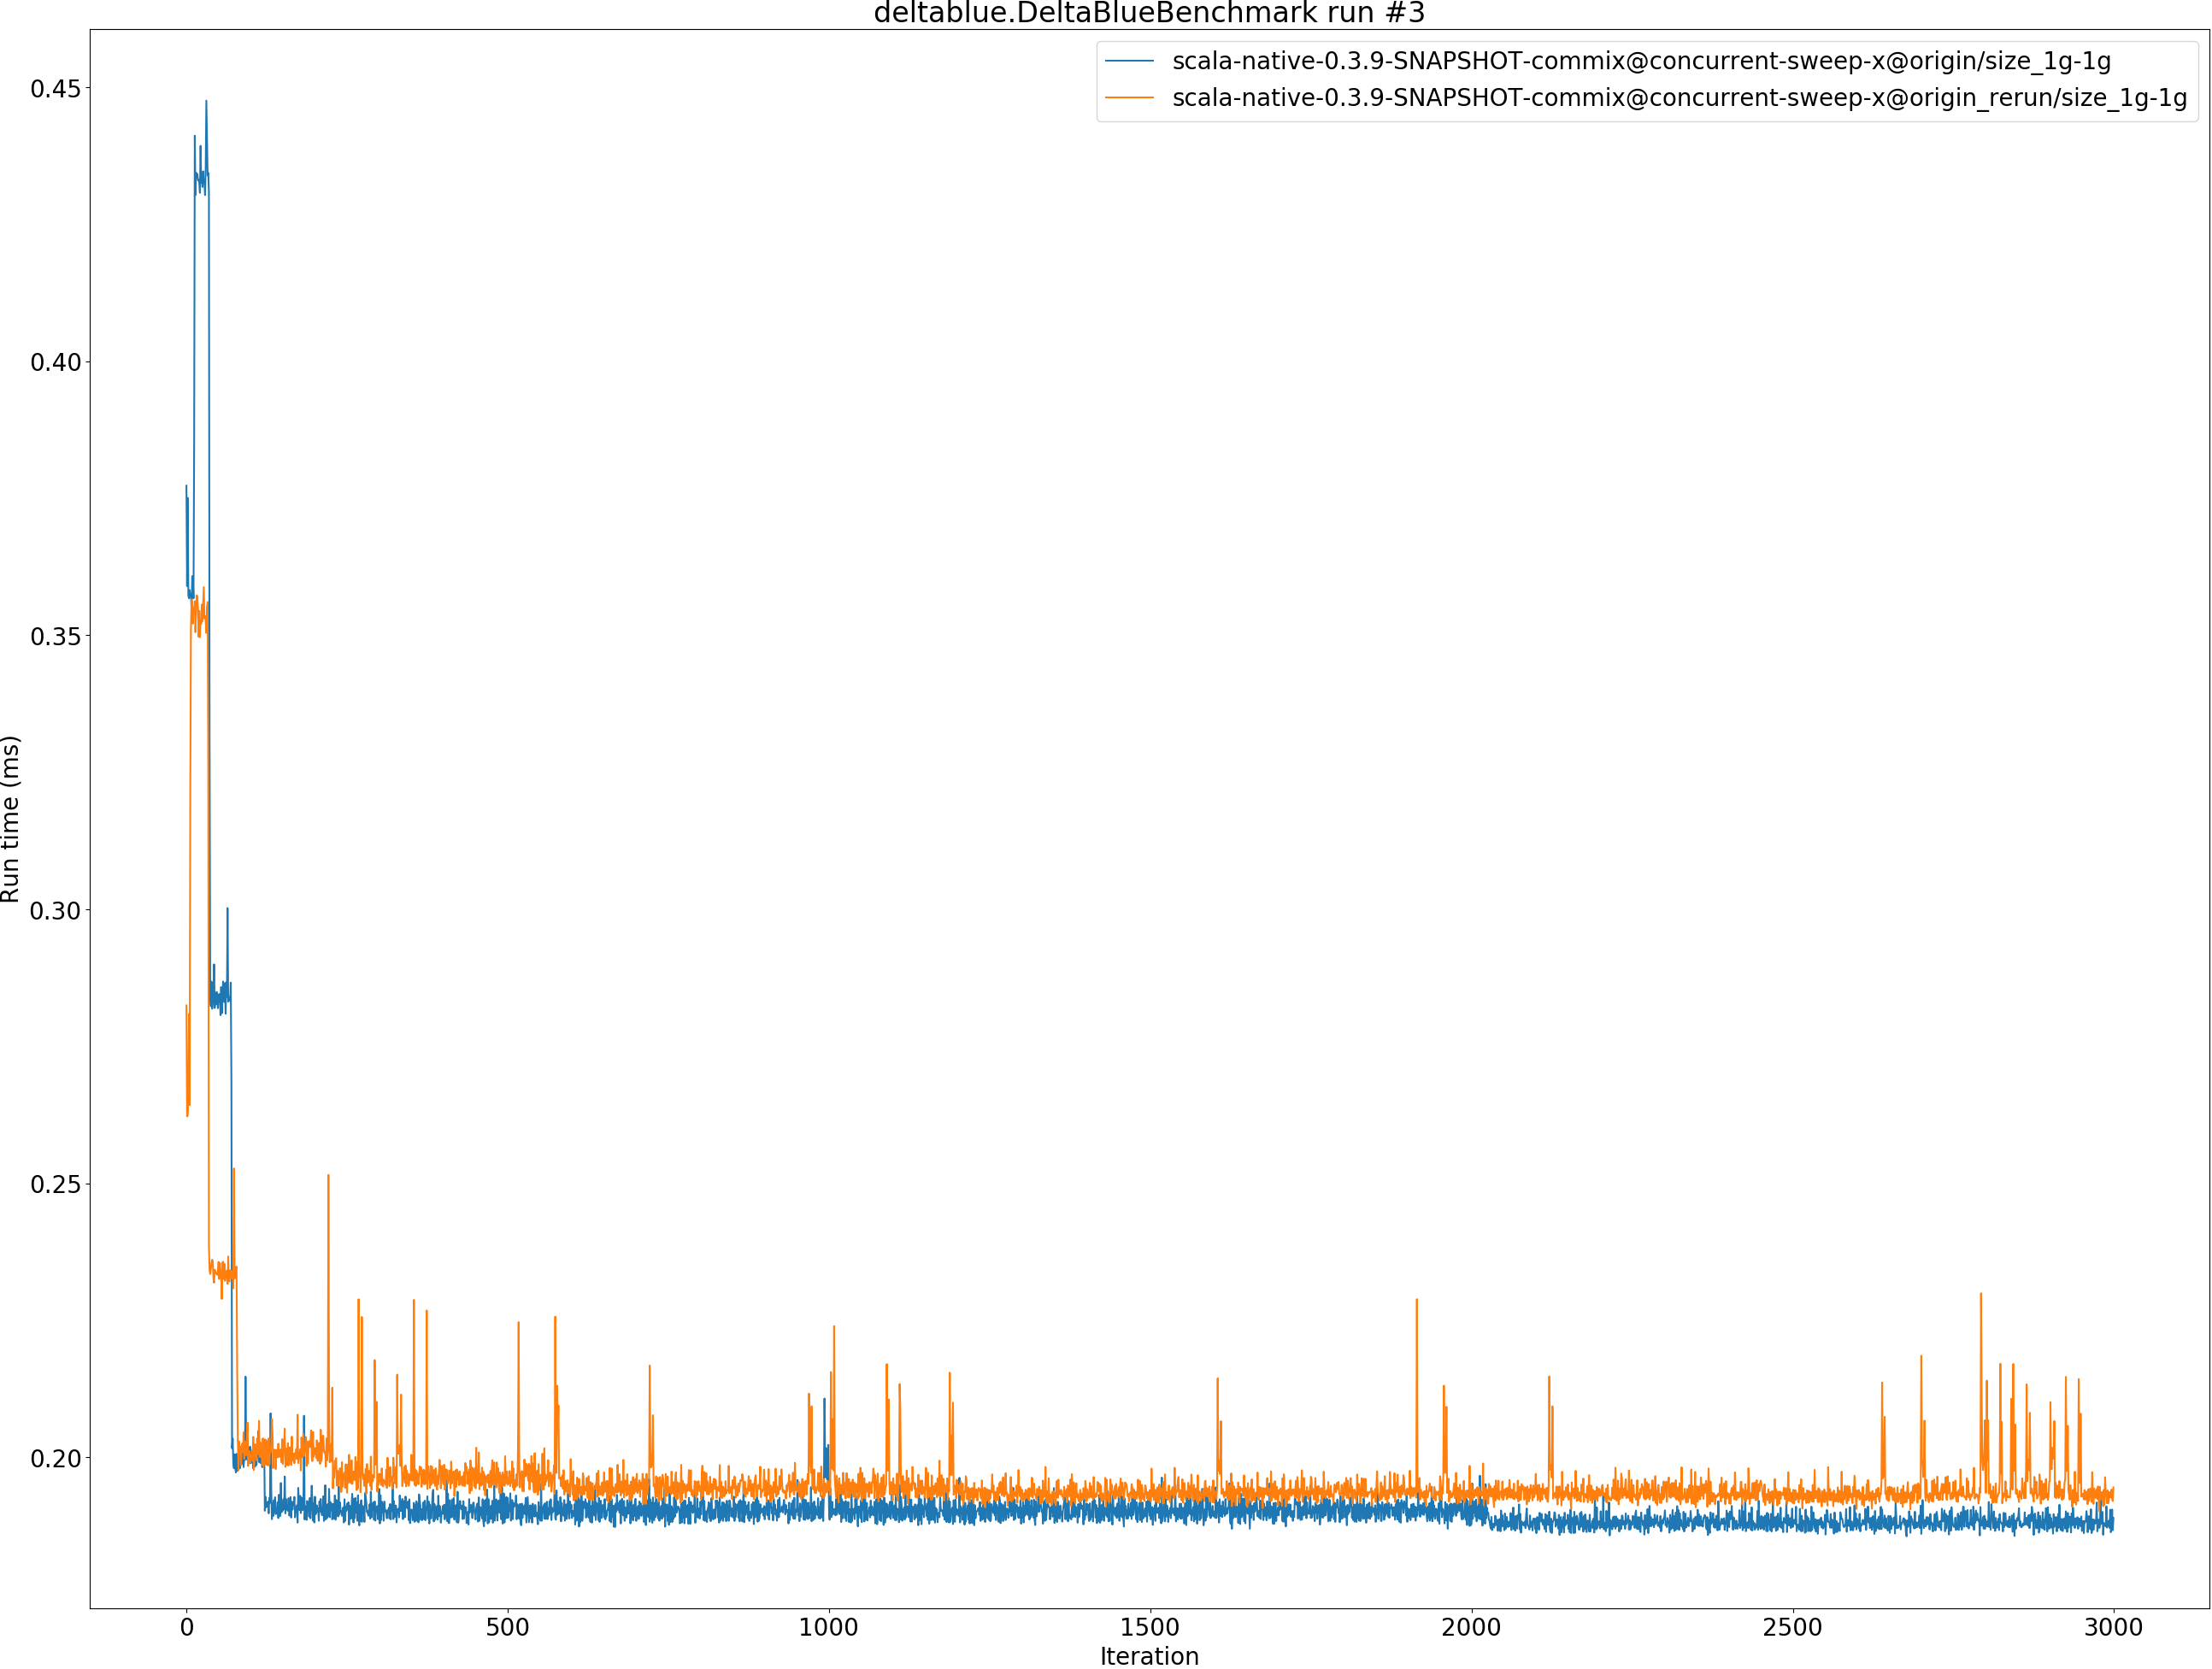 deltablue.DeltaBlueBenchmark run #3
scala-native-0.3.9-SNAPSHOT-commix@concurrent-sweep-x@origin/size_1g-1g
scala-native-0.3.9-SNAPSHOT-commix@concurrent-sweep-x@origin_rerun/size_1g-1g
0.45
0.40
0.35
0.30
0.25
0.20
Run time (ms)
0 500 1000 1500 2000 2500 3000
Iteration